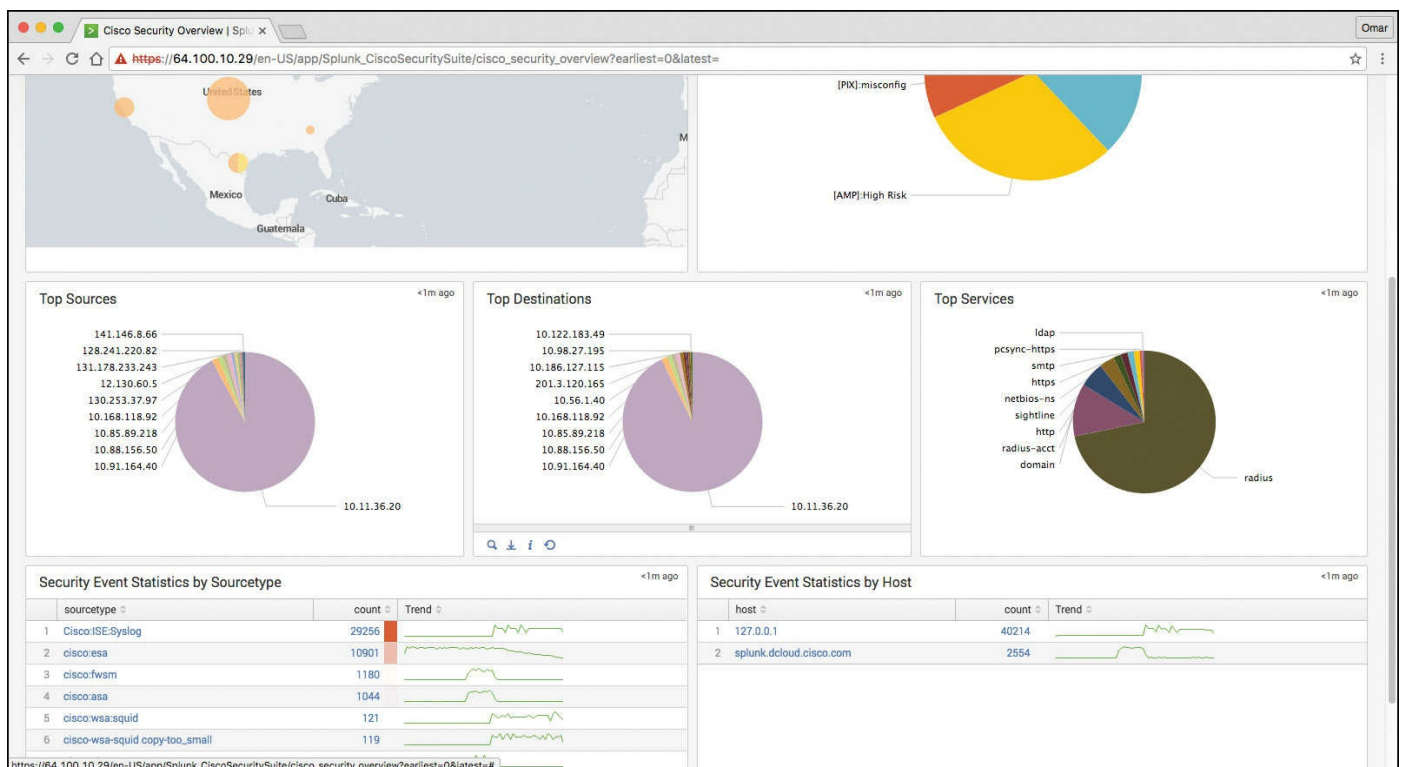 Cisco Security Overview | Splu
Omar
https://64.100.10.29/en-US/app/Splunk_CiscoSecuritySuite/cisco_security_overview?earliest=0&latest=
United States
Mexico
Cuba
Guatemala
M
[PIX]:misconfig
[AMP]:High Risk
Top Sources
<1m ago
141.146.8.66
128.241.220.82
131.178.233.243
12.130.60.5
130.253.37.97
10.168.118.92
10.85.89.218
10.88.156.50
10.91.164.40
10.11.36.20
Top Destinations
<1m ago
10.122.183.49
10.98.27.195
10.186.127.115
201.3.120.165
10.56.1.40
10.168.118.92
10.85.89.218
10.88.156.50
10.91.164.40
10.11.36.20
Top Services
<1m ago
ldap
pcsync-https
smtp
https
netbios-ns
sightline
http
radius-acct
domain
radius
Security Event Statistics by Sourcetype
<1m ago
sourcetype count Trend
1 Cisco:ISE:Syslog 29256
2 cisco:esa 10901
3 cisco:fwsm 1180
4 cisco:asa 1044
5 cisco:wsa:squid 121
6 cisco-wsa-squid copy-too_small 119
Security Event Statistics by Host
<1m ago
host count Trend
1 127.0.0.1 40214
2 splunk.dcloud.cisco.com 2554
https://64.100.10.29/en-US/app/Splunk_CiscoSecuritySuite/cisco_security_overview?earliest=0&latest=#